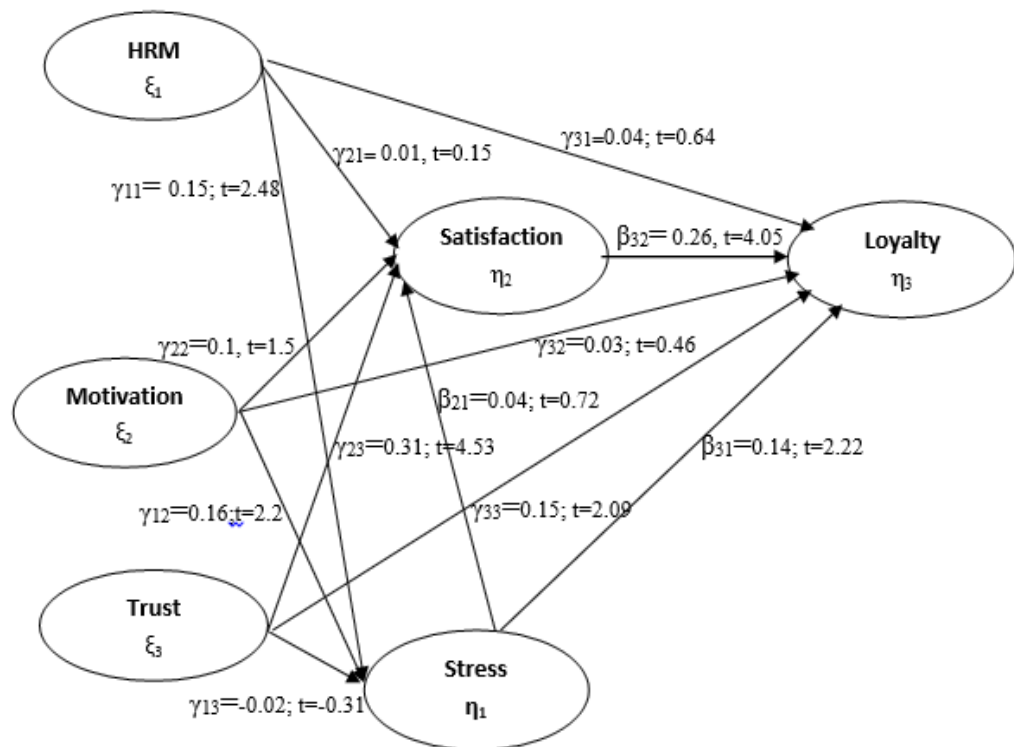 HRM
ξ1
γ31=0.04; t=0.64
γ21= 0.01, t=0.15
γ11= 0.15; t=2.48
Satisfaction
η2
β32= 0.26, t=4.05
Loyalty
η3
γ22=0.1, t=1.5
γ32=0.03; t=0.46
Motivation
ξ2
β21=0.04; t=0.72
γ23=0.31; t=4.53
β31=0.14; t=2.22
γ12=0.16;t=2.2
γ33=0.15; t=2.09
Trust
ξ3
Stress
η1
γ13=-0.02; t=-0.31